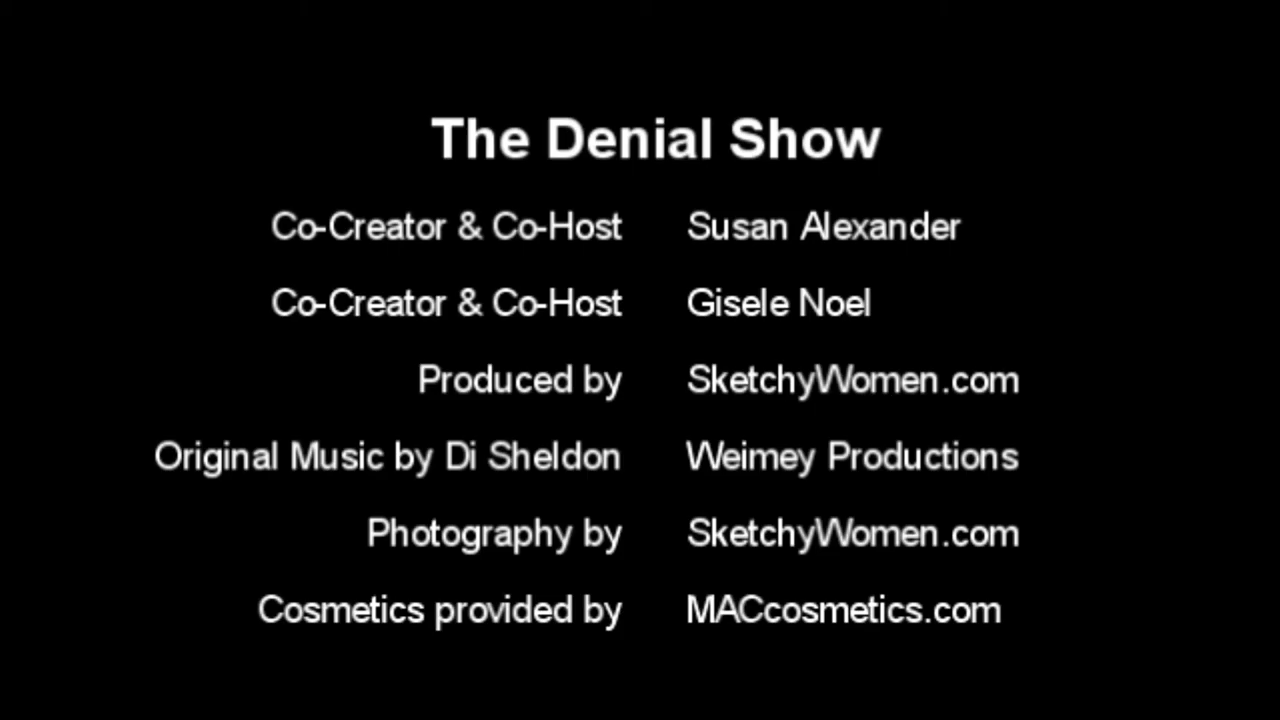 The Denial Show
Co-Creator & Co-Host Susan Alexander
Co-Creator & Co-Host Gisele Noel
Produced by SketchyWomen.com
Original Music by Di Sheldon Weimey Productions
Photography by SketchyWomen.com
Cosmetics provided by MACcosmetics.com